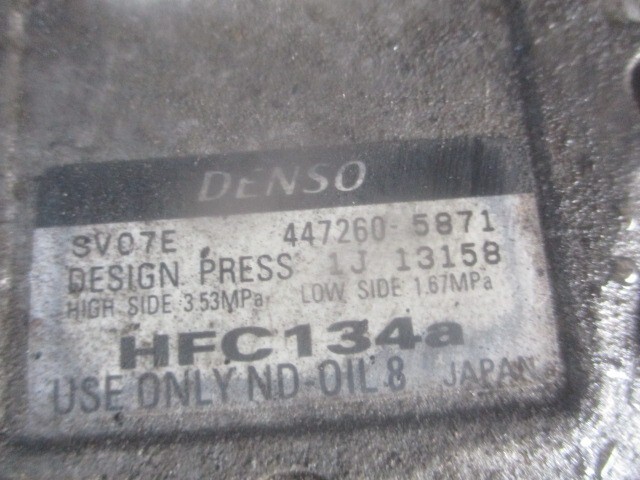 DENSO
SV07E 447260-5871
DESIGN PRESS 1J 13158
HIGH SIDE 3.53MPa LOW SIDE 1.67MPa
HFC134a
USE ONLY ND-OIL 8 JAPAN